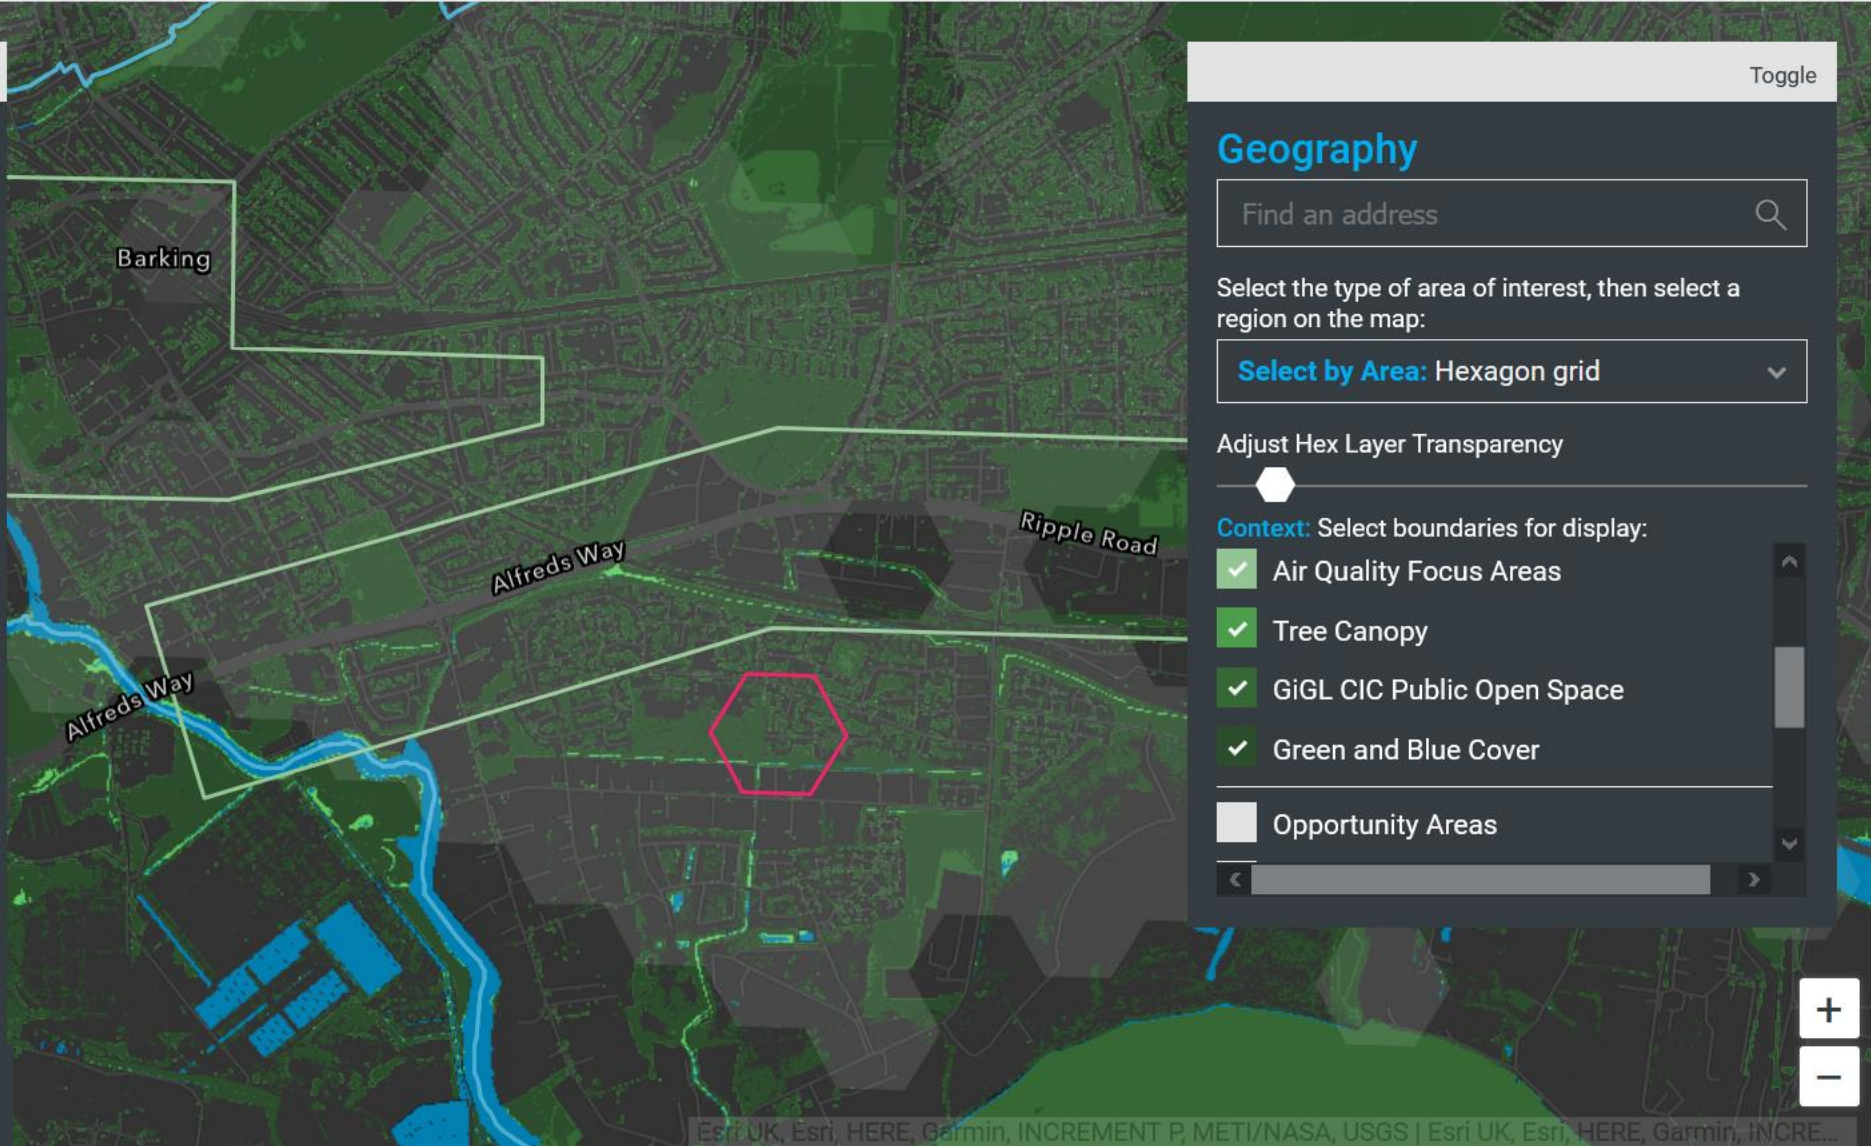 Toggle
Geography
Find an address
Select the type of area of interest, then select a
region on the map:
Select by Area: Hexagon grid
Adjust Hex Layer Transparency
Context: Select boundaries for display:
Air Quality Focus Areas
Tree Canopy
GiGL CIC Public Open Space
Green and Blue Cover
Opportunity Areas
Barking
Ripple Road
Alfreds Way
Alfreds Way
+
−
Esri UK, Esri, HERE, Garmin, INCREMENT P, METI/NASA, USGS | Esri UK, Esri, HERE, Garmin, INCRE...